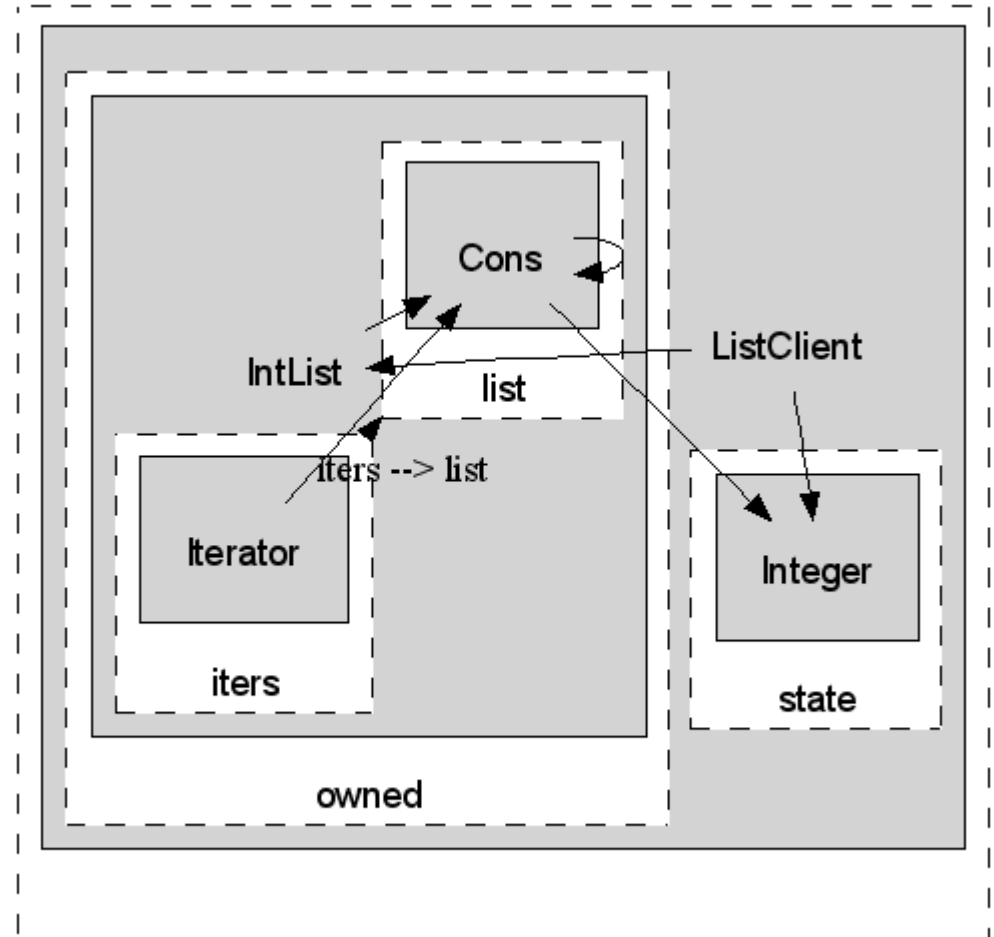 Cons
ListClient
IntList
list
iters --> list
Iterator
Integer
iters
state
owned